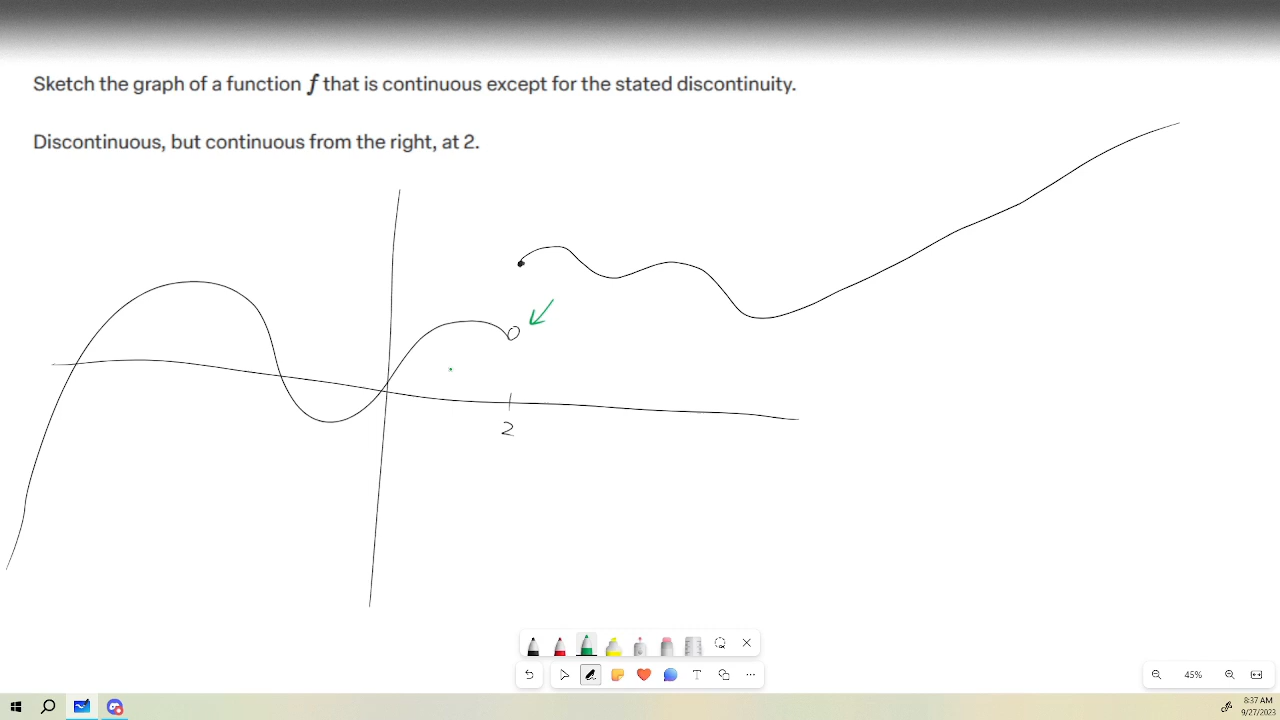 Sketch the graph of a function f that is continuous except for the stated discontinuity.
Discontinuous, but continuous from the right, at 2.
2
T
45%
8:37 AM
9/27/2023